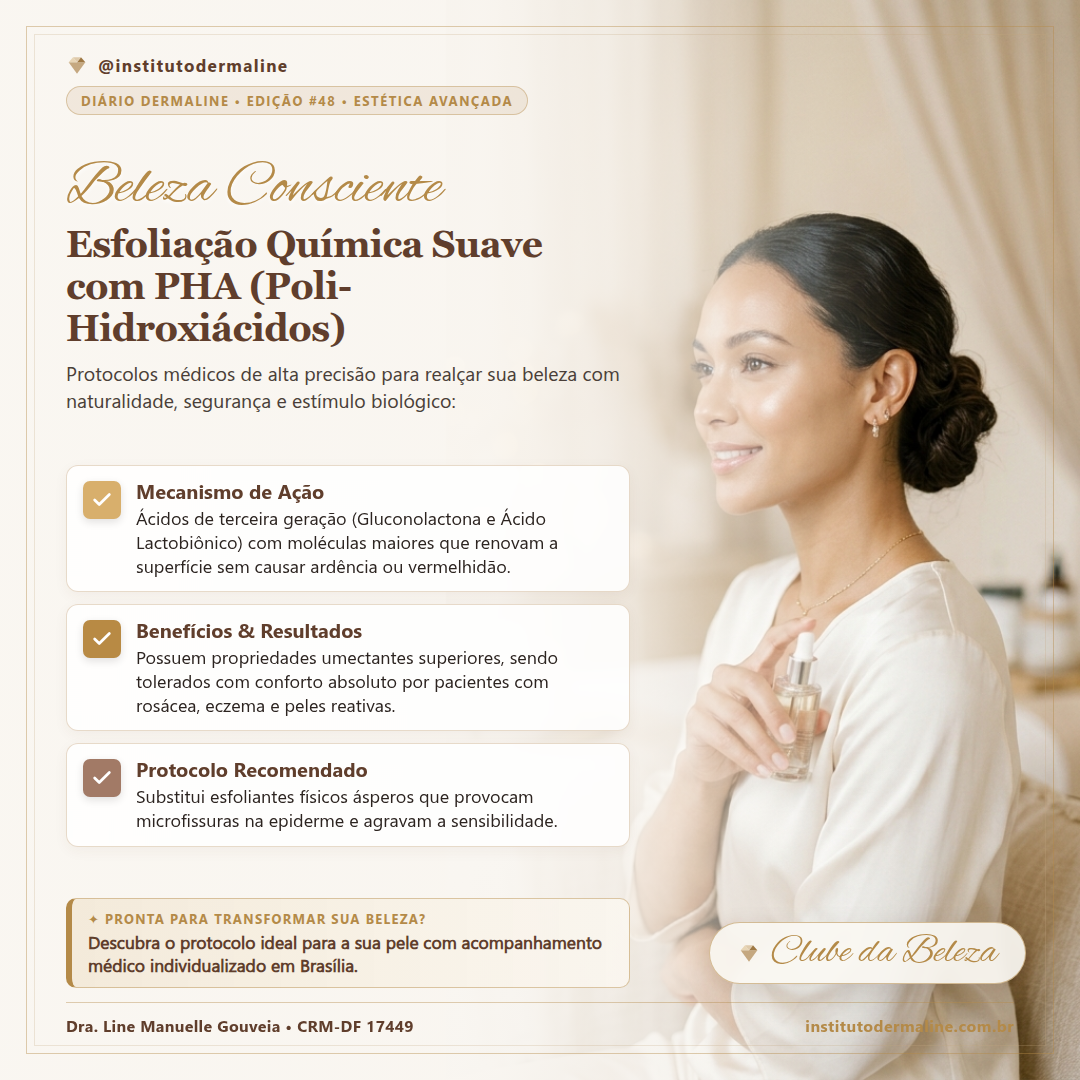 @institutodermaline
DIÁRIO DERMALINE • EDIÇÃO #48 • ESTÉTICA AVANÇADA
Beleza Consciente
Esfoliação Química Suave
com PHA (Poli-
Hidroxiácidos)
Protocolos médicos de alta precisão para realçar sua beleza com
naturalidade, segurança e estímulo biológico:
Mecanismo de Ação
Ácidos de terceira geração (Gluconolactona e Ácido
Lactobiônico) com moléculas maiores que renovam a
superfície sem causar ardência ou vermelhidão.
Benefícios & Resultados
Possuem propriedades umectantes superiores, sendo
tolerados com conforto absoluto por pacientes com
rosácea, eczema e peles reativas.
Protocolo Recomendado
Substitui esfoliantes físicos ásperos que provocam
microfissuras na epiderme e agravam a sensibilidade.
✦ PRONTA PARA TRANSFORMAR SUA BELEZA?
Descubra o protocolo ideal para a sua pele com acompanhamento
médico individualizado em Brasília.
Clube da Beleza
Dra. Line Manuelle Gouveia • CRM-DF 17449
institutodermaline.com.br